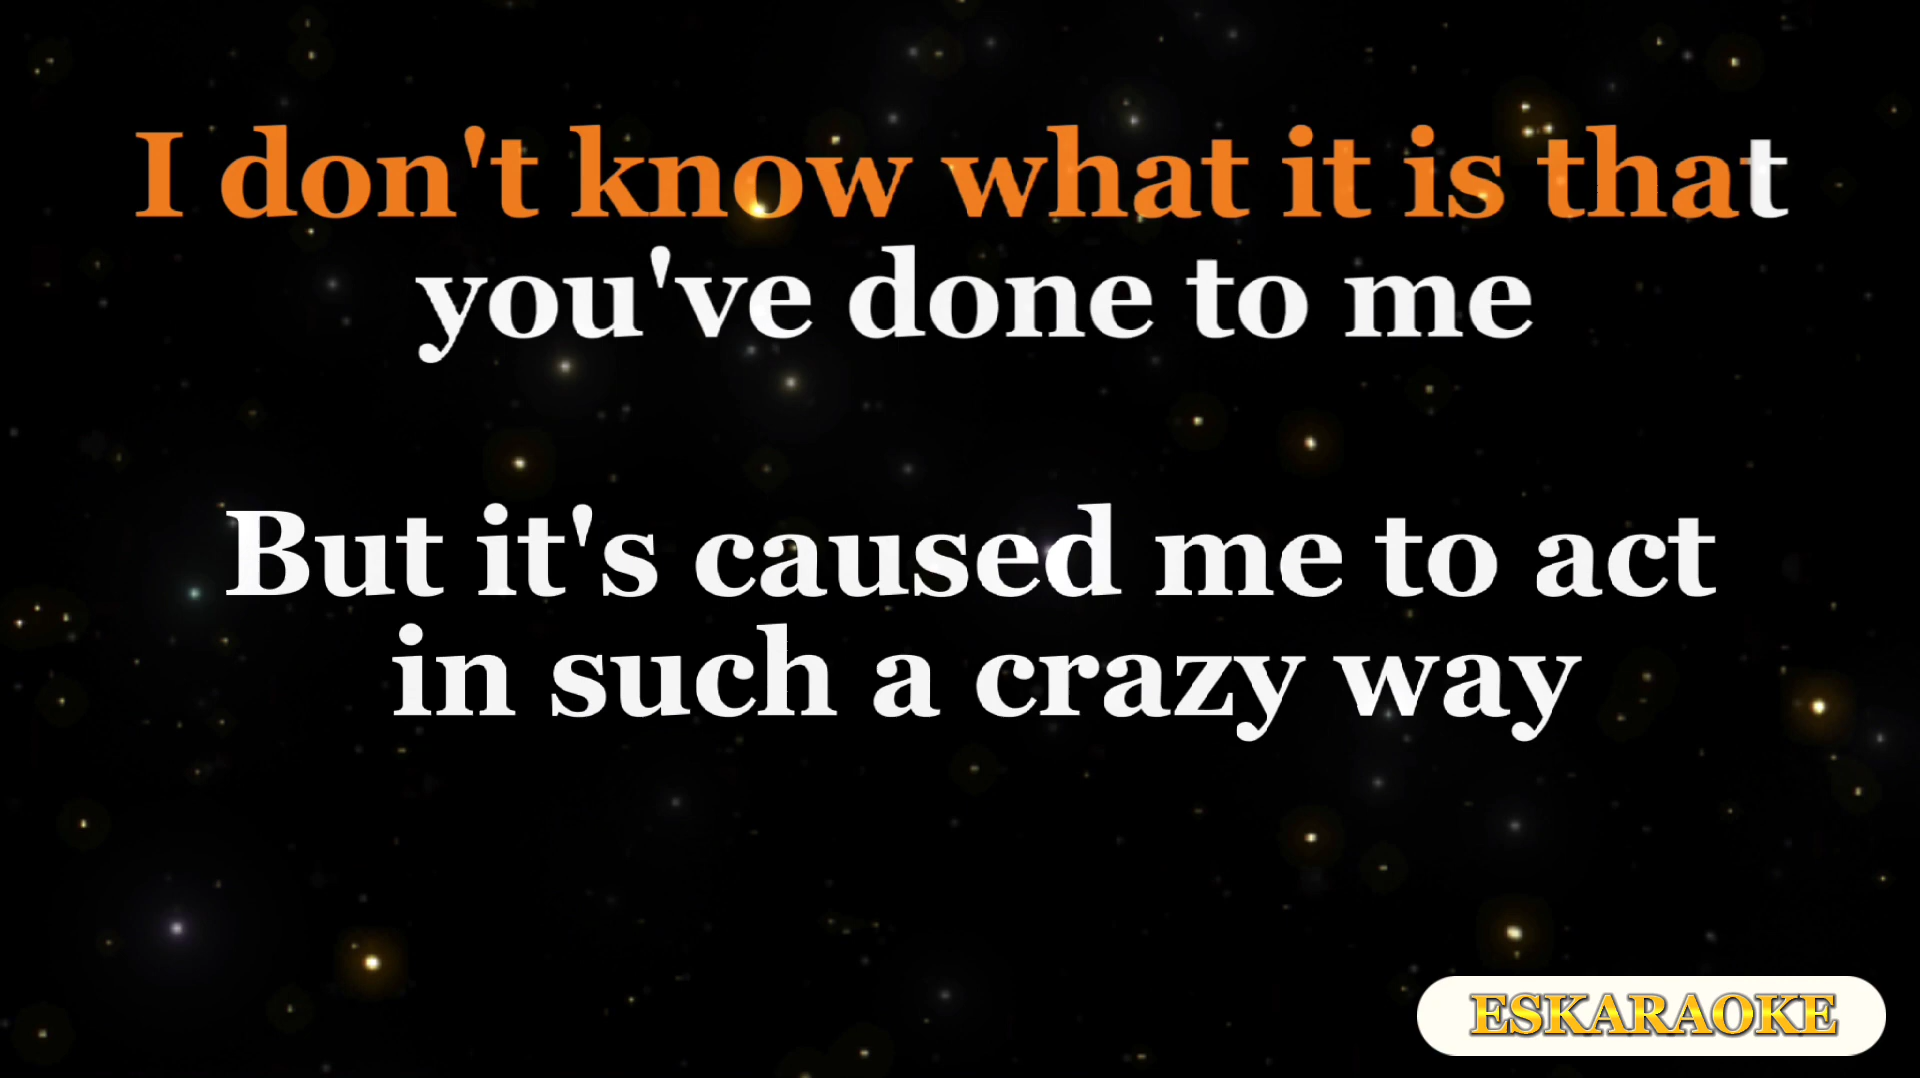 I don't know what it is that
you've done to me
But it's caused me to act
in such a crazy way
ESKARAOKE